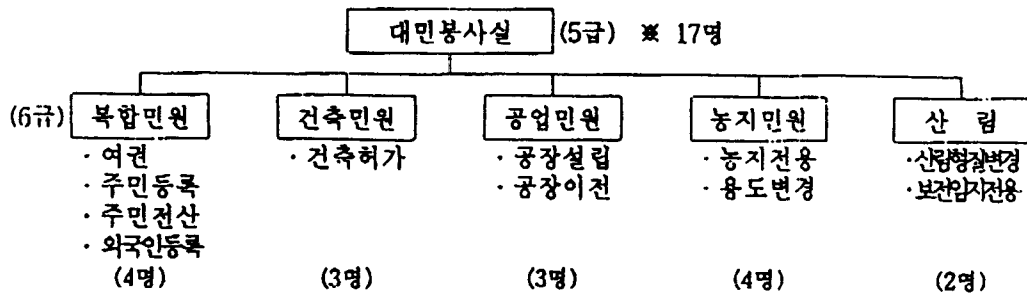 대민봉사실 (5급) ※ 17명
(6급) 복합민원 건축민원 공업민원 농지민원 산 림
· 여권 · 건축허가 · 공장설립 · 농지전용 · 산림형질변경
· 주민등록 · 공장이전 · 용도변경 · 보전임지전용
· 주민전산
· 외국인등록
(4명) (3명) (3명) (4명) (2명)